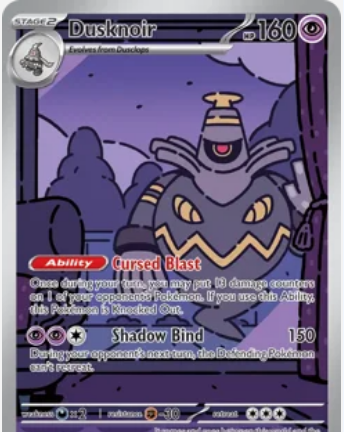 STAGE 2 Dusknoir HP 160
Evolves from Dusclops
Ability Cursed Blast
Once during your turn, you may put 13 damage counters
on 1 of your opponent's Pokémon. If you use this Ability,
this Pokémon is Knocked Out.
Shadow Bind 150
During your opponent's next turn, the Defending Pokémon
can't retreat.
weakness ×2 resistance -30 retreat